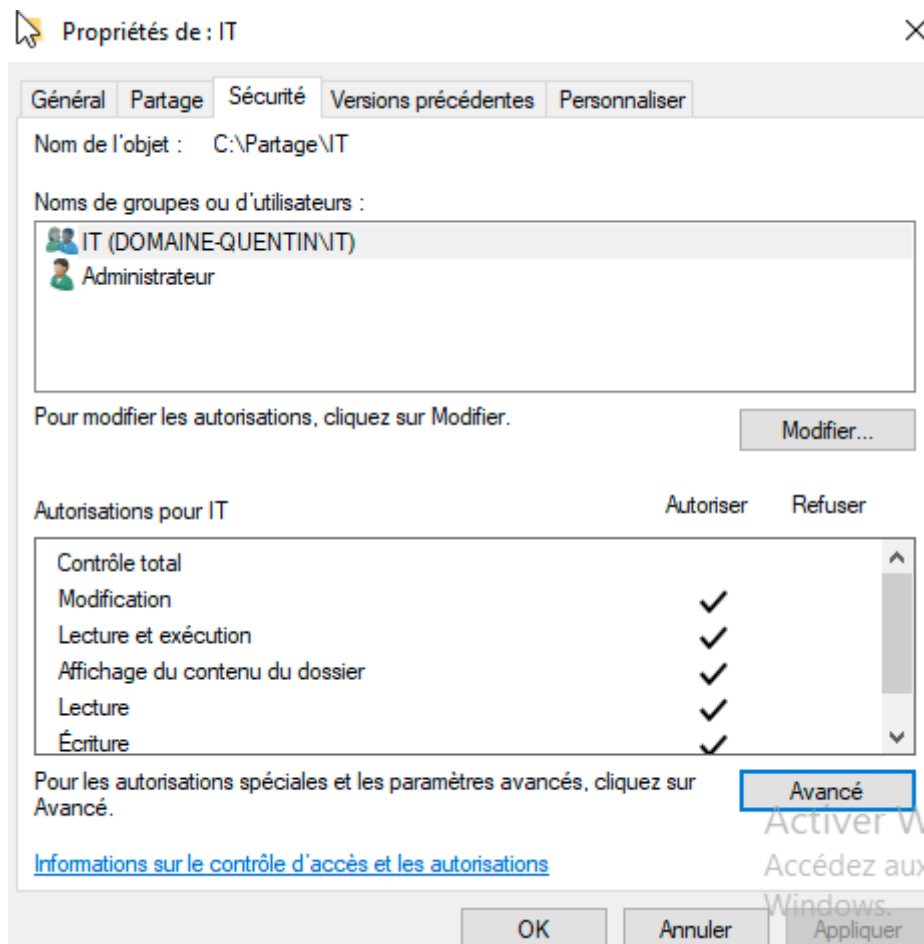 Propriétés de : IT
Général Partage Sécurité Versions précédentes Personnaliser
Nom de l'objet : C:\Partage\IT
Noms de groupes ou d'utilisateurs :
IT (DOMAINE-QUENTIN\IT)
Administrateur
Pour modifier les autorisations, cliquez sur Modifier.
Modifier...
Autorisations pour IT Autoriser Refuser
Contrôle total
Modification
Lecture et exécution
Affichage du contenu du dossier
Lecture
Écriture
Pour les autorisations spéciales et les paramètres avancés, cliquez sur
Avancé.
Avancé
Activer W
Informations sur le contrôle d'accès et les autorisations
Accédez aux
Windows.
OK Annuler Appliquer